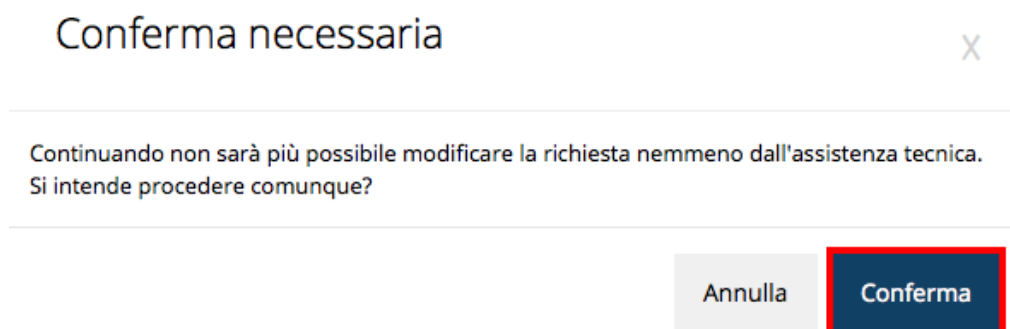 Conferma necessaria
X
Continuando non sarà più possibile modificare la richiesta nemmeno dall'assistenza tecnica.
Si intende procedere comunque?
Annulla
Conferma